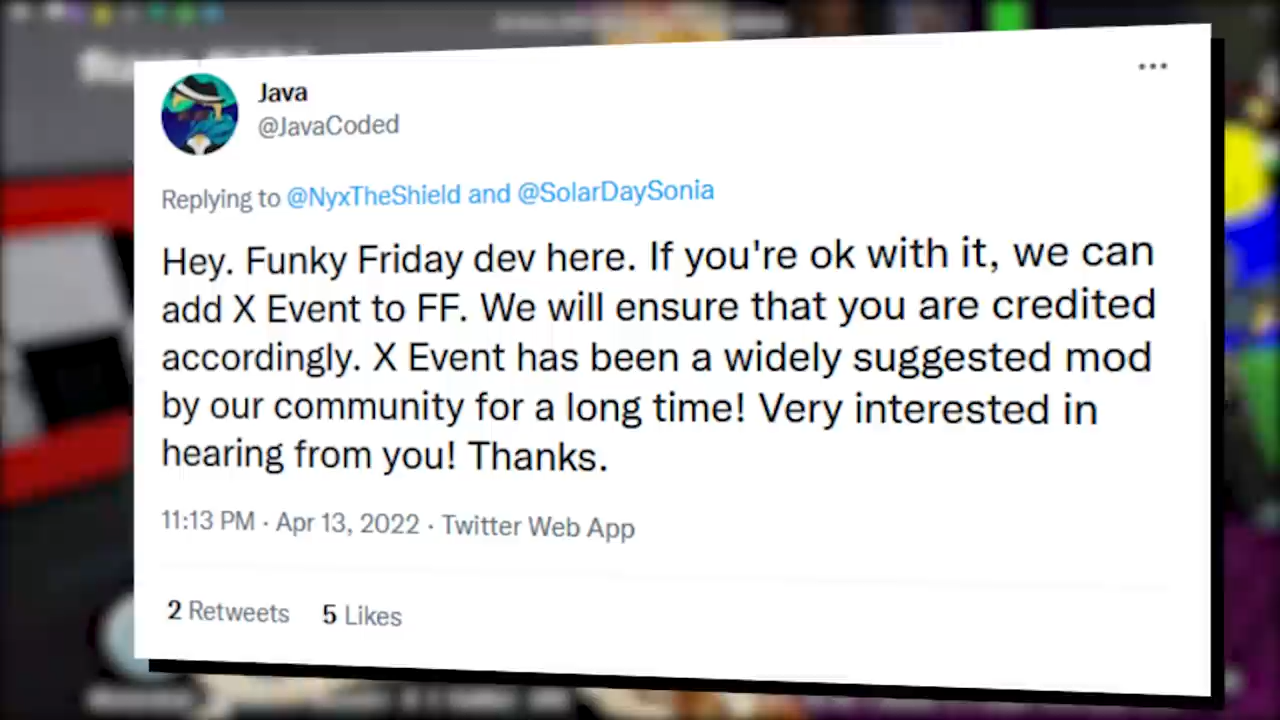 Java
@JavaCoded
Replying to @NyxTheShield and @SolarDaySonia
Hey. Funky Friday dev here. If you're ok with it, we can
add X Event to FF. We will ensure that you are credited
accordingly. X Event has been a widely suggested mod
by our community for a long time! Very interested in
hearing from you! Thanks.
11:13 PM · Apr 13, 2022 · Twitter Web App
2 Retweets 5 Likes